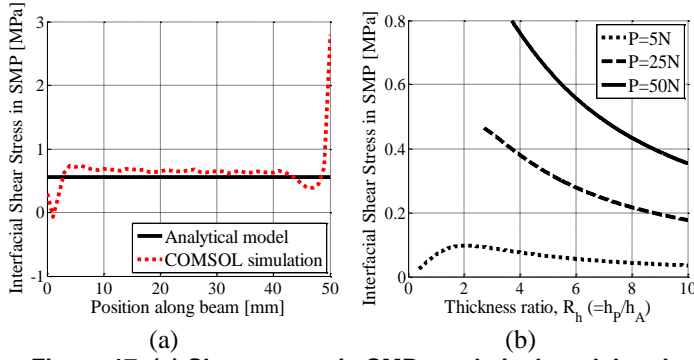 Interfacial Shear Stress in SMP [MPa]
3
2
1
0
-1
0
10
20
30
40
50
Position along beam [mm]
Analytical model
COMSOL simulation
(a)
Interfacial Shear Stress in SMP [MPa]
0.8
0.6
0.4
0.2
0
0
2
4
6
8
10
Thickness ratio, R_h (=h_P/h_A)
P=5N
P=25N
P=50N
(b)